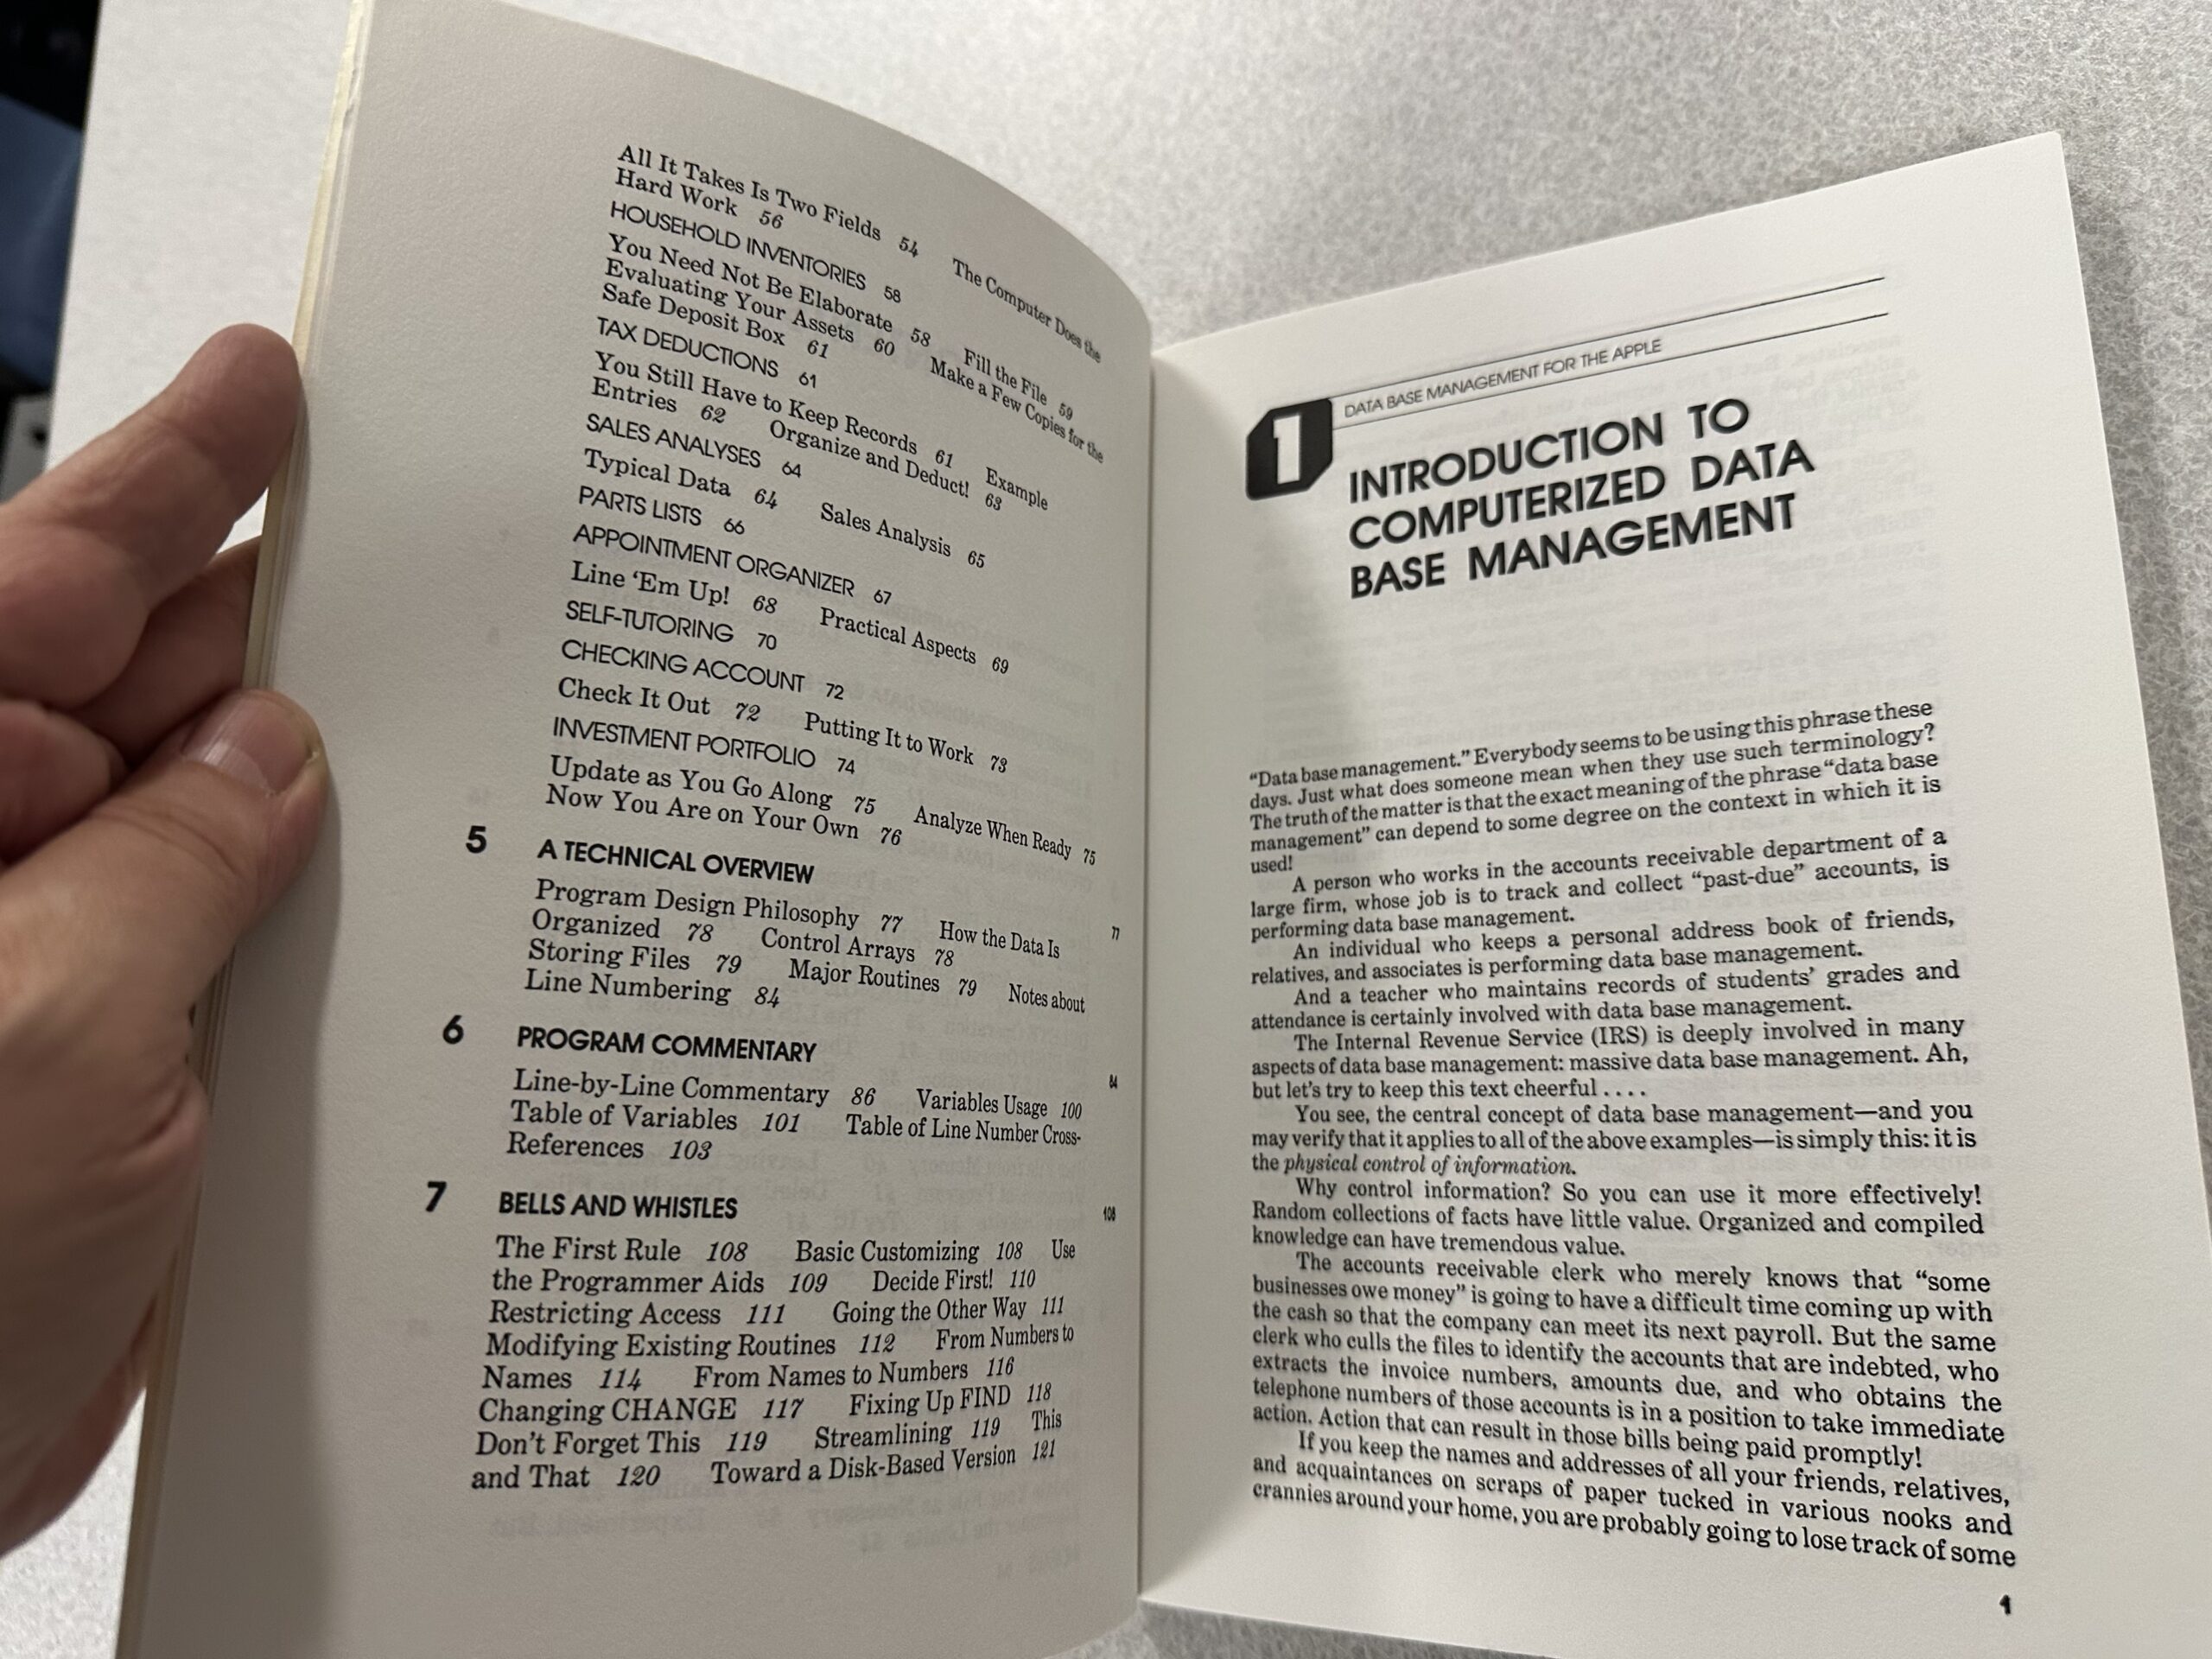 All It Takes Is Two Fields 54 The Computer Does the
Hard Work 56
HOUSEHOLD INVENTORIES 58
You Need Not Be Elaborate 58 Fill the File 59
Evaluating Your Assets 60 Make a Few Copies for the
Safe Deposit Box 61
TAX DEDUCTIONS 61
You Still Have to Keep Records 61 Example
Entries 62 Organize and Deduct! 63
SALES ANALYSES 64
Typical Data 64 Sales Analysis 65
PARTS LISTS 66
APPOINTMENT ORGANIZER 67
Line ‘Em Up! 68 Practical Aspects 69
SELF-TUTORING 70
CHECKING ACCOUNT 72
Check It Out 72 Putting It to Work 73
INVESTMENT PORTFOLIO 74
Update as You Go Along 75 Analyze When Ready 75
Now You Are on Your Own 76
5 A TECHNICAL OVERVIEW 77
Program Design Philosophy 77 How the Data Is
Organized 78 Control Arrays 78
Storing Files 79 Major Routines 79 Notes about
Line Numbering 84
6 PROGRAM COMMENTARY 84
Line-by-Line Commentary 86 Variables Usage 100
Table of Variables 101 Table of Line Number Cross-
References 103
7 BELLS AND WHISTLES 108
The First Rule 108 Basic Customizing 108 Use
the Programmer Aids 109 Decide First! 110
Restricting Access 111 Going the Other Way 111
Modifying Existing Routines 112 From Numbers to
Names 114 From Names to Numbers 116
Changing CHANGE 117 Fixing Up FIND 118
Don’t Forget This 119 Streamlining 119 This
and That 120 Toward a Disk-Based Version 121
DATA BASE MANAGEMENT FOR THE APPLE
1 INTRODUCTION TO
COMPUTERIZED DATA
BASE MANAGEMENT
“Data base management.” Everybody seems to be using this phrase these
days. Just what does someone mean when they use such terminology?
The truth of the matter is that the exact meaning of the phrase “data base
management” can depend to some degree on the context in which it is
used!
A person who works in the accounts receivable department of a
large firm, whose job is to track and collect “past-due” accounts, is
performing data base management.
An individual who keeps a personal address book of friends,
relatives, and associates is performing data base management.
And a teacher who maintains records of students’ grades and
attendance is certainly involved with data base management.
The Internal Revenue Service (IRS) is deeply involved in many
aspects of data base management: massive data base management. Ah,
but let’s try to keep this text cheerful . . . .
You see, the central concept of data base management—and you
may verify that it applies to all of the above examples—is simply this: it is
the physical control of information.
Why control information? So you can use it more effectively!
Random collections of facts have little value. Organized and compiled
knowledge can have tremendous value.
The accounts receivable clerk who merely knows that “some
businesses owe money” is going to have a difficult time coming up with
the cash so that the company can meet its next payroll. But the same
clerk who culls the files to identify the accounts that are indebted, who
extracts the invoice numbers, amounts due, and who obtains the
telephone numbers of those accounts is in a position to take immediate
action. Action that can result in those bills being paid promptly!
If you keep the names and addresses of all your friends, relatives,
and acquaintances on scraps of paper tucked in various nooks and
crannies around your home, you are probably going to lose track of some
1